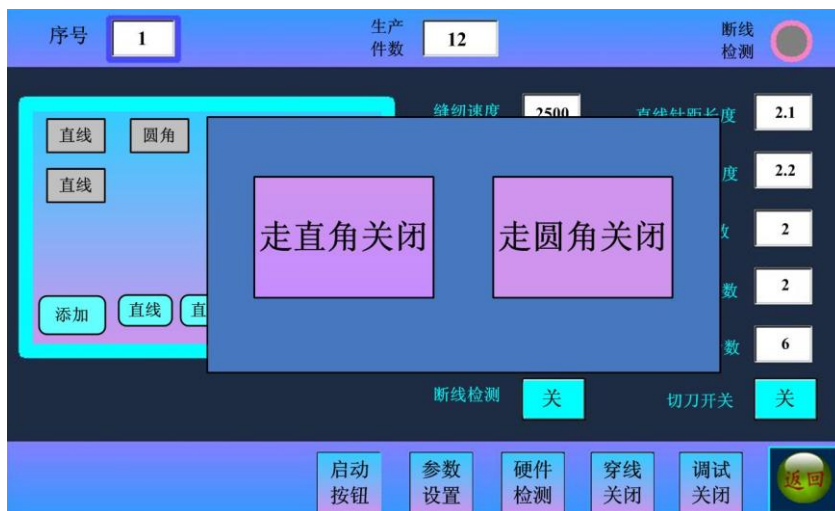 序号
1
生产
件数
12
断线
检测
直线
圆角
直线
添加
直线
直
缝纫速度
2500
直线针距长度
2.1
度
2.2
2
数
2
数
6
走直角关闭
走圆角关闭
断线检测
关
切刀开关
关
启动
按钮
参数
设置
硬件
检测
穿线
关闭
调试
关闭
返回